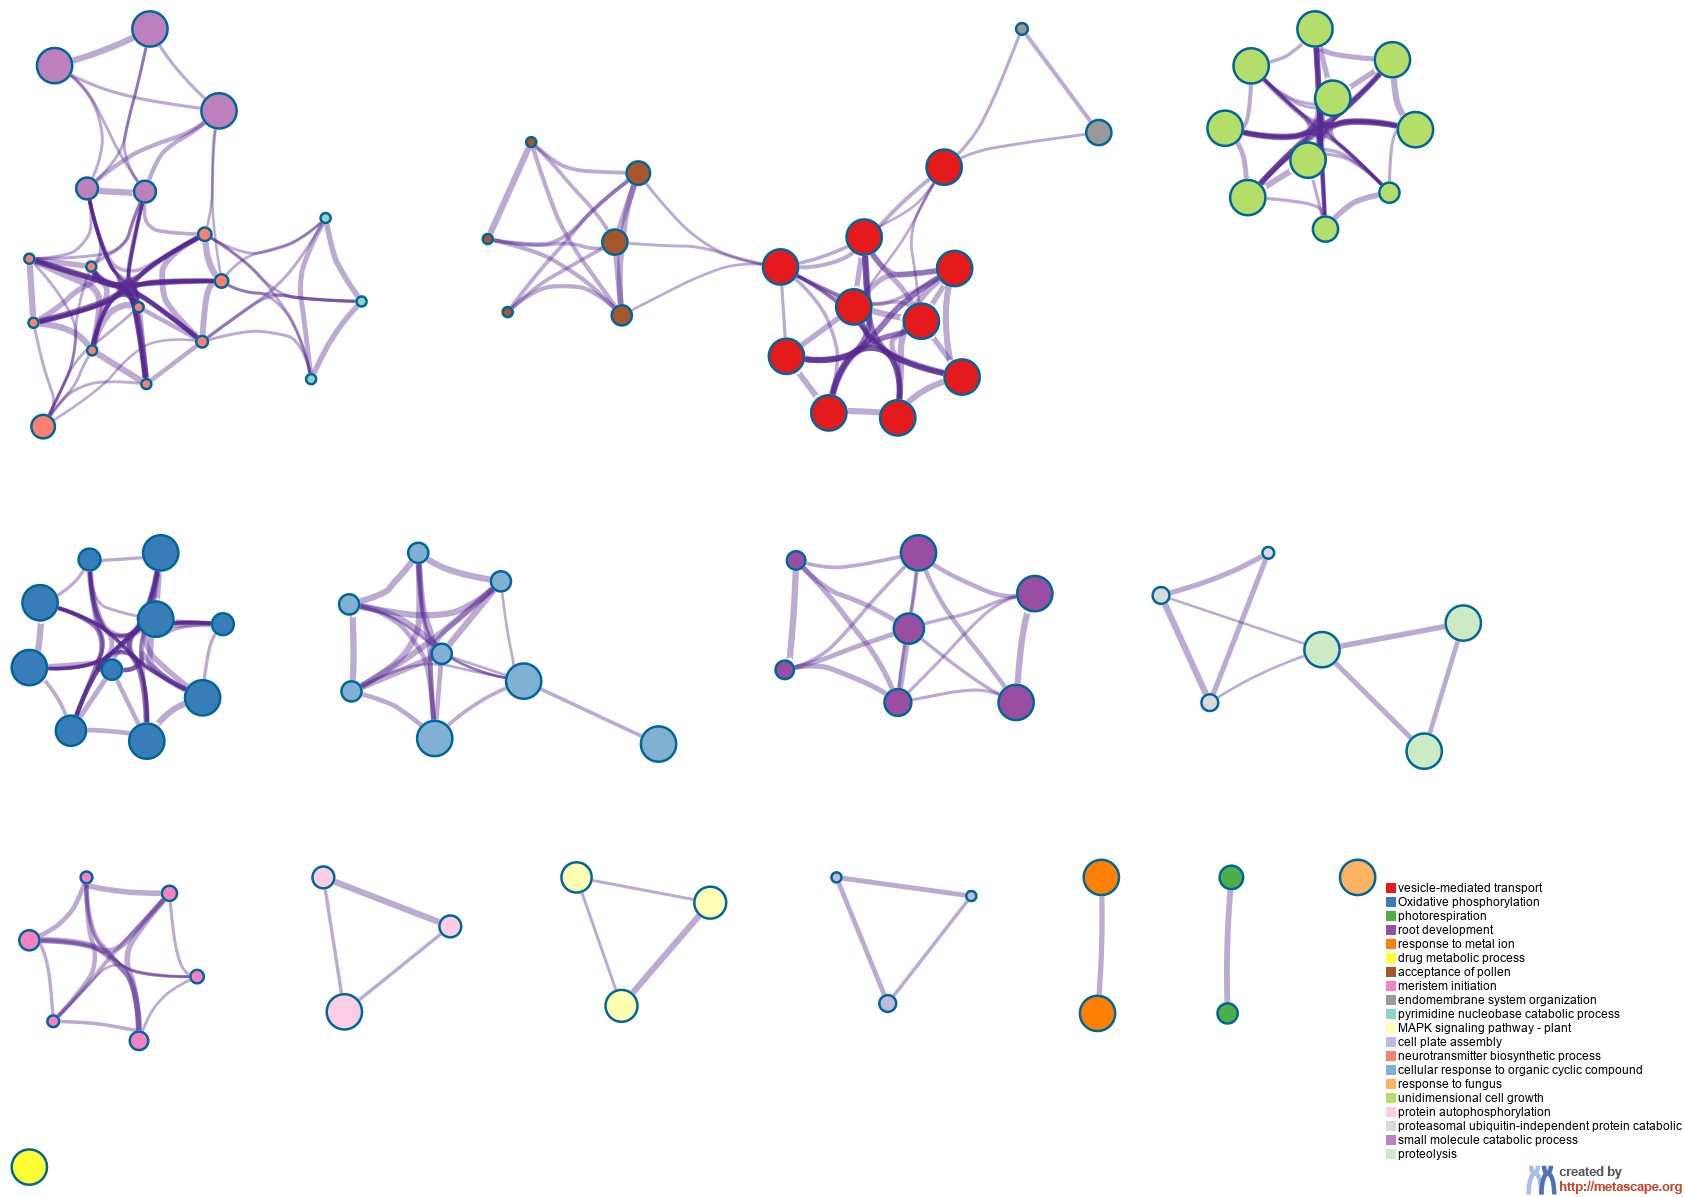 vesicle-mediated transport
Oxidative phosphorylation
photorespiration
root development
response to metal ion
drug metabolic process
acceptance of pollen
meristem initiation
endomembrane system organization
pyrimidine nucleobase catabolic process
MAPK signaling pathway - plant
cell plate assembly
neurotransmitter biosynthetic process
cellular response to organic cyclic compound
response to fungus
unidimensional cell growth
protein autophosphorylation
proteasomal ubiquitin-independent protein catabolic
small molecule catabolic process
proteolysis
created by
http://metascape.org